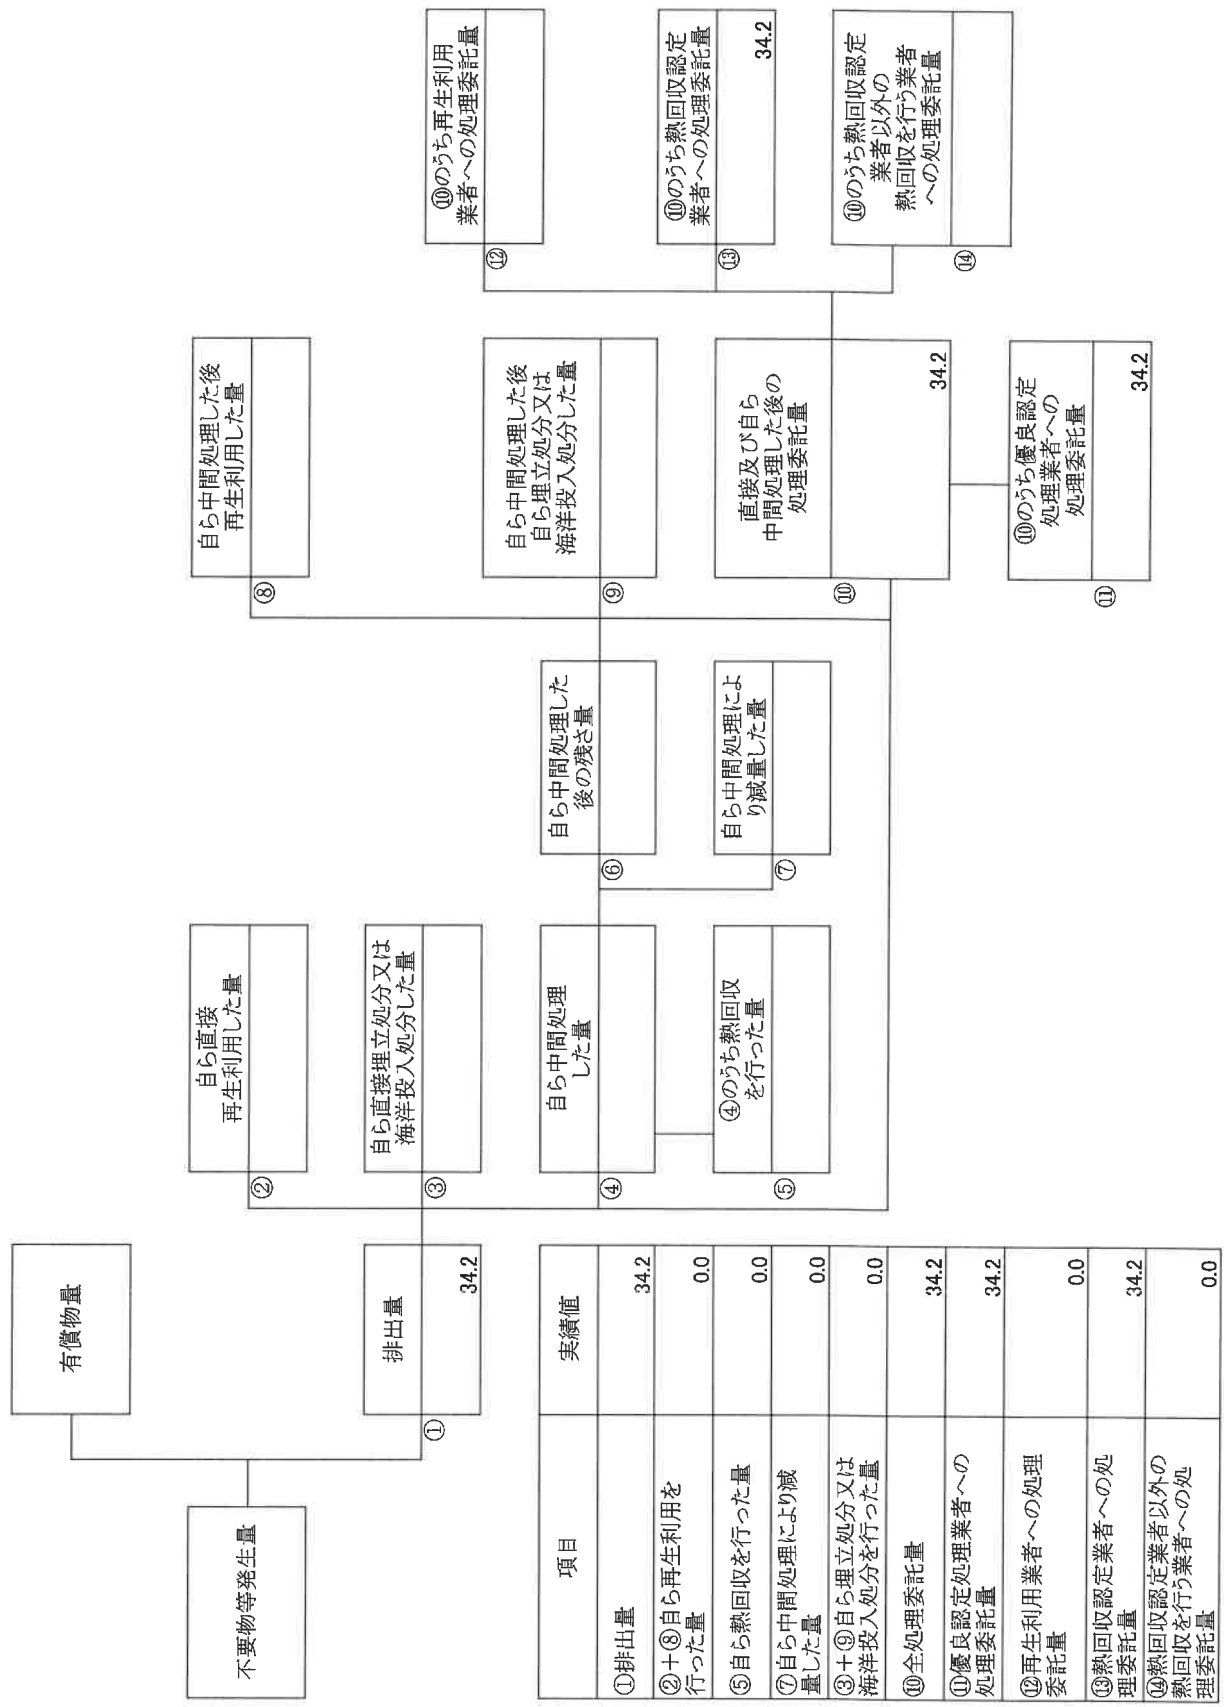 不要物等発生量
有償物量
①
排出量
34.2
②
自ら直接
再生利用した量
③
自ら直接埋立処分又は
海洋投入処分した量
④
自ら中間処理
した量
⑤
④のうち熱回収
を行った量
⑥
自ら中間処理した
後の残さ量
⑦
自ら中間処理によ
り減量した量
⑧
自ら中間処理した後
再生利用した量
⑨
自ら中間処理した後
自ら埋立処分又は
海洋投入処分した量
⑩
直接及び自ら
中間処理した後の
処理委託量
34.2
⑪
⑩のうち優良認定
処理業者への
処理委託量
34.2
⑫
⑩のうち再生利用
業者への処理委託量
⑬
⑩のうち熱回収認定
業者への処理委託量
34.2
⑭
⑩のうち熱回収認定
業者以外の
熱回収を行う業者
への処理委託量
項目
実績値
①排出量
34.2
②+⑧自ら再生利用を
行った量
0.0
⑤自ら熱回収を行った量
0.0
⑦自ら中間処理により減
量した量
0.0
③+⑨自ら埋立処分又は
海洋投入処分を行った量
0.0
⑩全処理委託量
34.2
⑪優良認定処理業者への
処理委託量
34.2
⑫再生利用業者への処理
委託量
0.0
⑬熱回収認定業者への処
理委託量
34.2
⑭熱回収認定業者以外の
熱回収を行う業者への処
理委託量
0.0